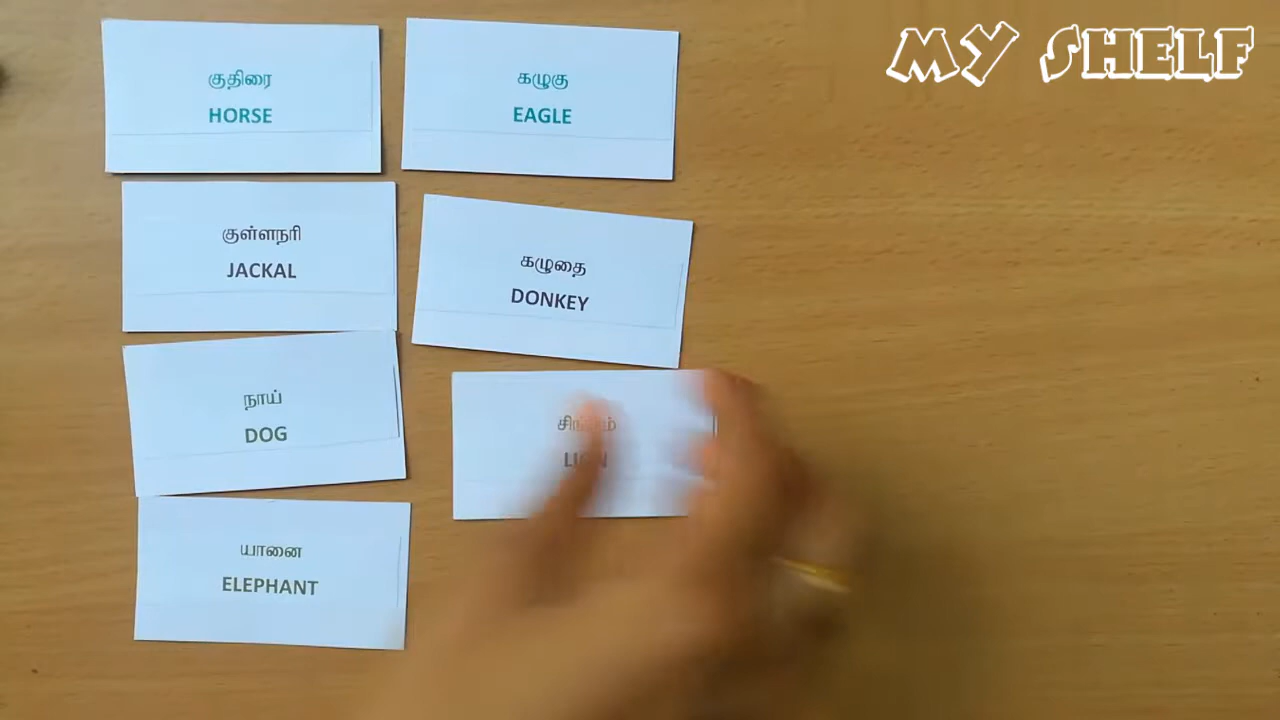 MY SHELF
குதிரை
HORSE
கழுகு
EAGLE
குள்ளநரி
JACKAL
கழுதை
DONKEY
நாய்
DOG
யானை
ELEPHANT